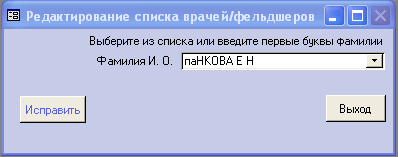 Редактирование списка врачей/фельдшеров
Выберите из списка или введите первые буквы фамилии
Фамилия И. О. паНКОВА Е Н
Исправить Выход